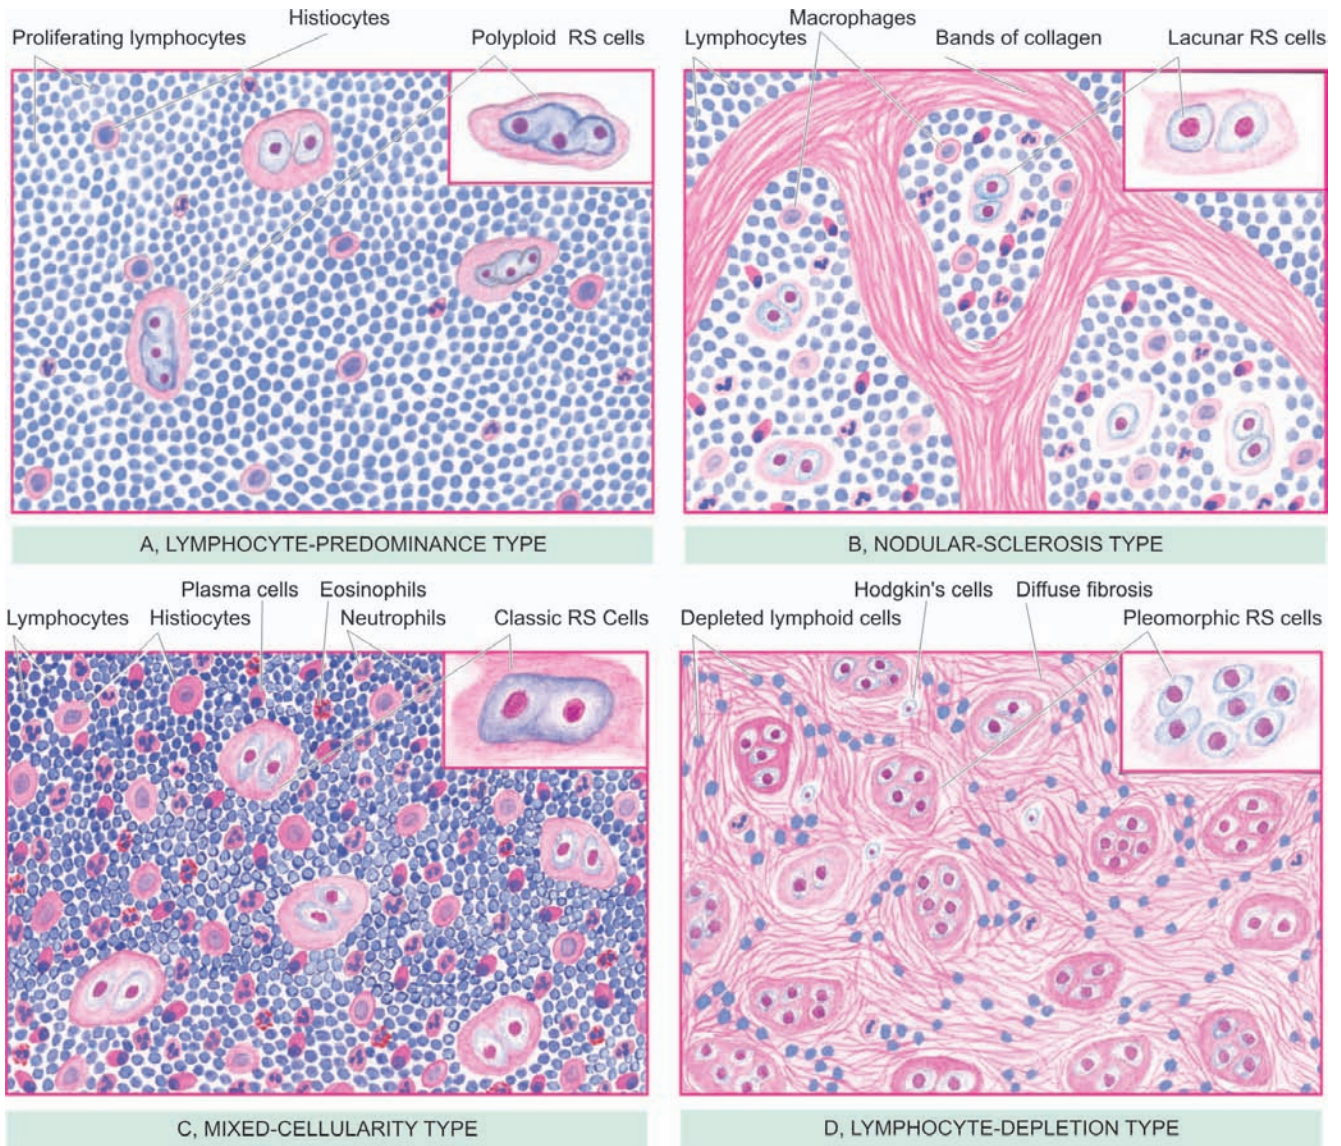 Histiocytes
Proliferating lymphocytes
Polyploid RS cells
A, LYMPHOCYTE-PREDOMINANCE TYPE
Macrophages
Lymphocytes
Bands of collagen
Lacunar RS cells
B, NODULAR-SCLEROSIS TYPE
Plasma cells
Eosinophils
Lymphocytes
Histiocytes
Neutrophils
Classic RS Cells
C, MIXED-CELLULARITY TYPE
Hodgkin's cells
Diffuse fibrosis
Depleted lymphoid cells
Pleomorphic RS cells
D, LYMPHOCYTE-DEPLETION TYPE